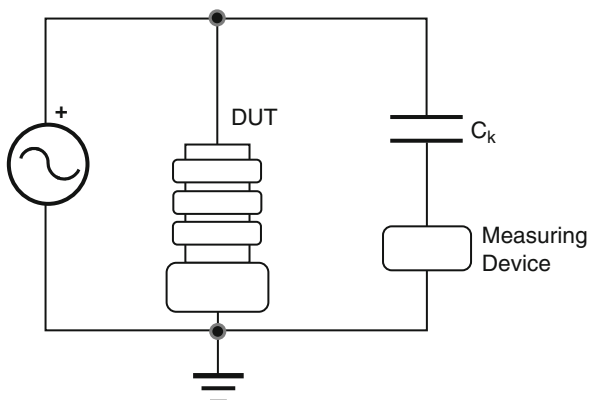 +
DUT
Cₖ
Measuring
Device